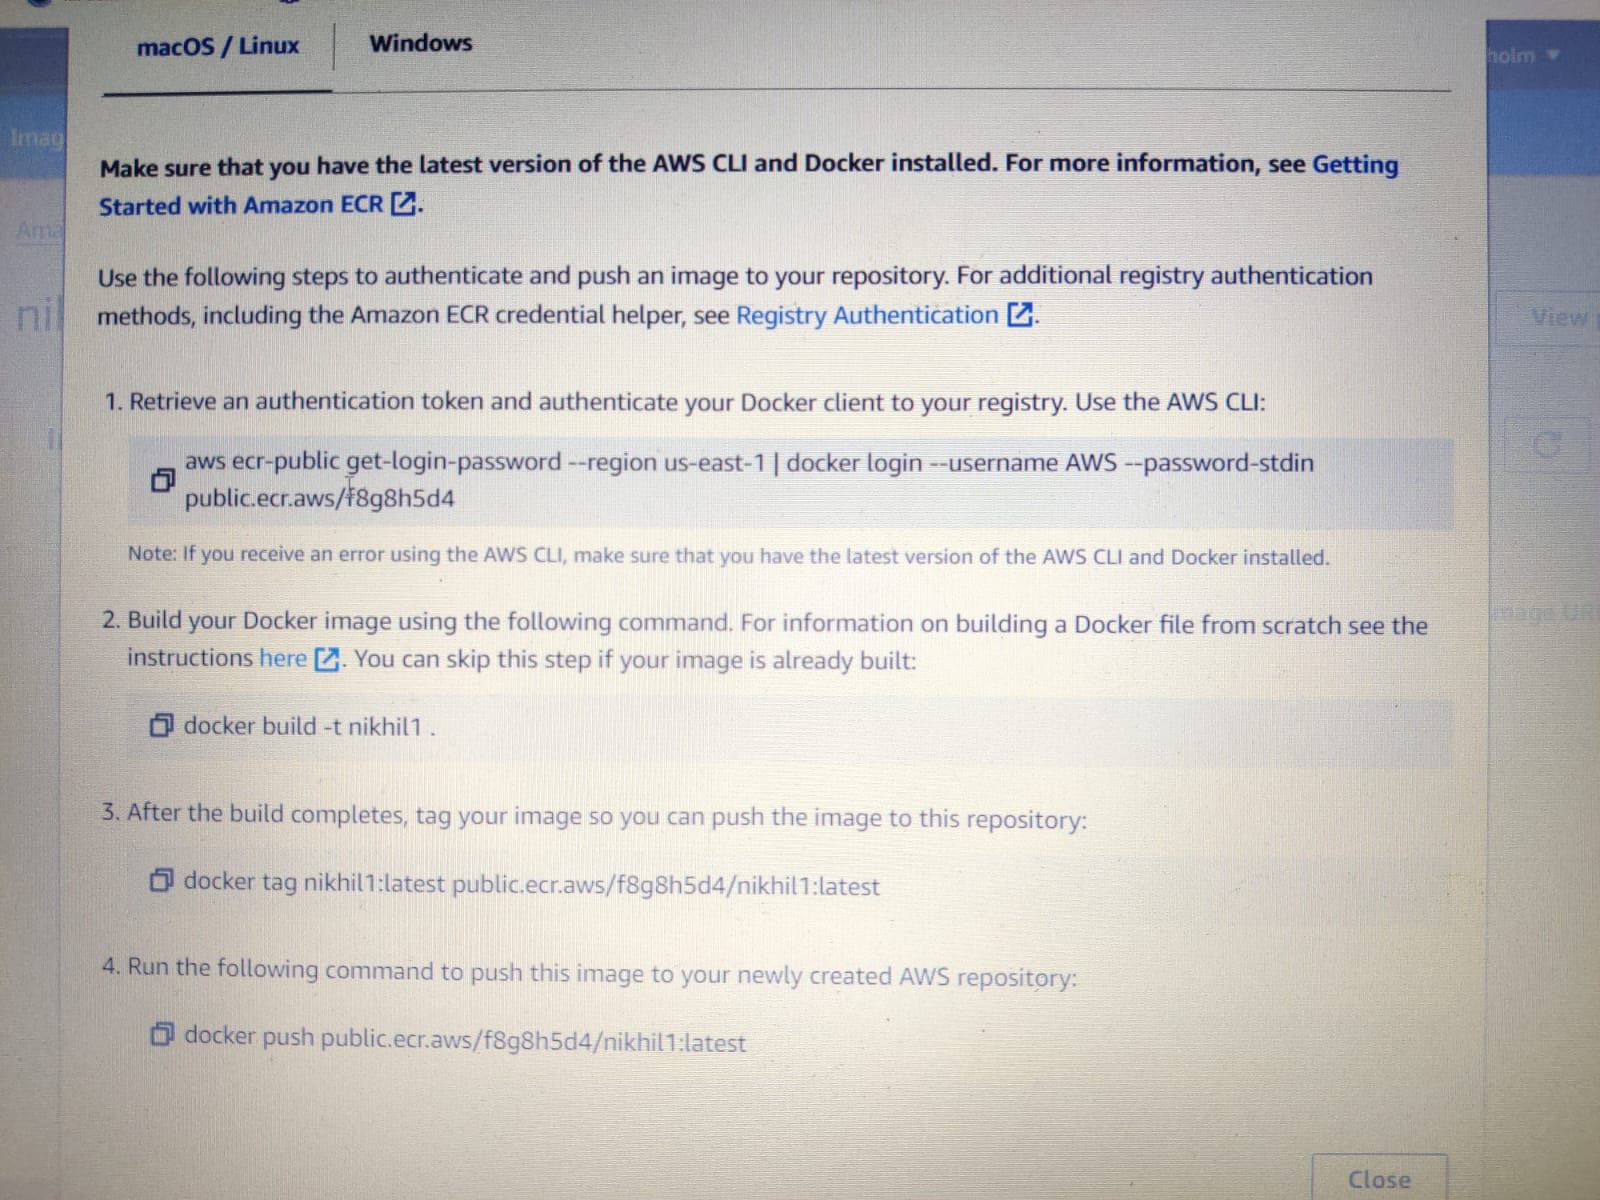 macOS / Linux
Windows
holm
Imag
Make sure that you have the latest version of the AWS CLI and Docker installed. For more information, see Getting
Started with Amazon ECR.
Ama
Use the following steps to authenticate and push an image to your repository. For additional registry authentication
methods, including the Amazon ECR credential helper, see Registry Authentication.
nil
View
1. Retrieve an authentication token and authenticate your Docker client to your registry. Use the AWS CLI:
aws ecr-public get-login-password --region us-east-1 | docker login --username AWS --password-stdin
public.ecr.aws/f8g8h5d4
Note: If you receive an error using the AWS CLI, make sure that you have the latest version of the AWS CLI and Docker installed.
2. Build your Docker image using the following command. For information on building a Docker file from scratch see the
mage UR
instructions here. You can skip this step if your image is already built:
docker build -t nikhil1 .
3. After the build completes, tag your image so you can push the image to this repository:
docker tag nikhil1:latest public.ecr.aws/f8g8h5d4/nikhil1:latest
4. Run the following command to push this image to your newly created AWS repository:
docker push public.ecr.aws/f8g8h5d4/nikhil1:latest
Close